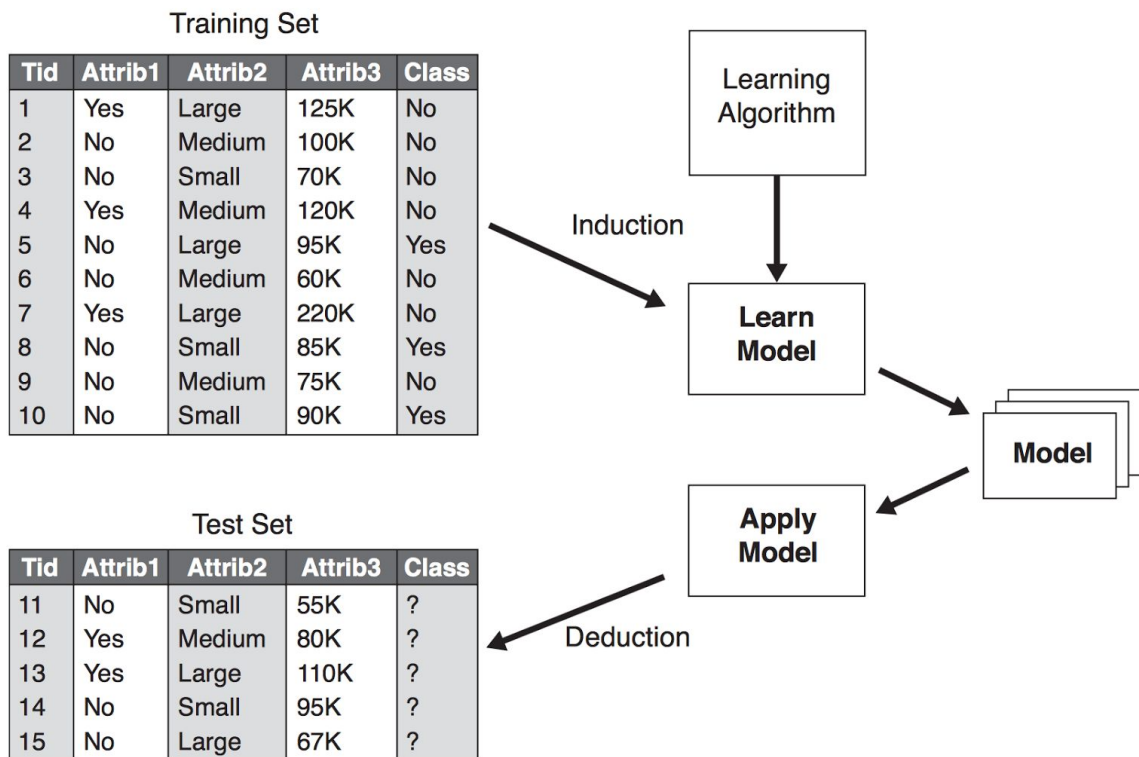 Training Set
Tid Attrib1 Attrib2 Attrib3 Class
1 Yes Large 125K No
2 No Medium 100K No
3 No Small 70K No
4 Yes Medium 120K No
5 No Large 95K Yes
6 No Medium 60K No
7 Yes Large 220K No
8 No Small 85K Yes
9 No Medium 75K No
10 No Small 90K Yes
Learning
Algorithm
Induction
Learn
Model
Model
Apply
Model
Deduction
Test Set
Tid Attrib1 Attrib2 Attrib3 Class
11 No Small 55K ?
12 Yes Medium 80K ?
13 Yes Large 110K ?
14 No Small 95K ?
15 No Large 67K ?